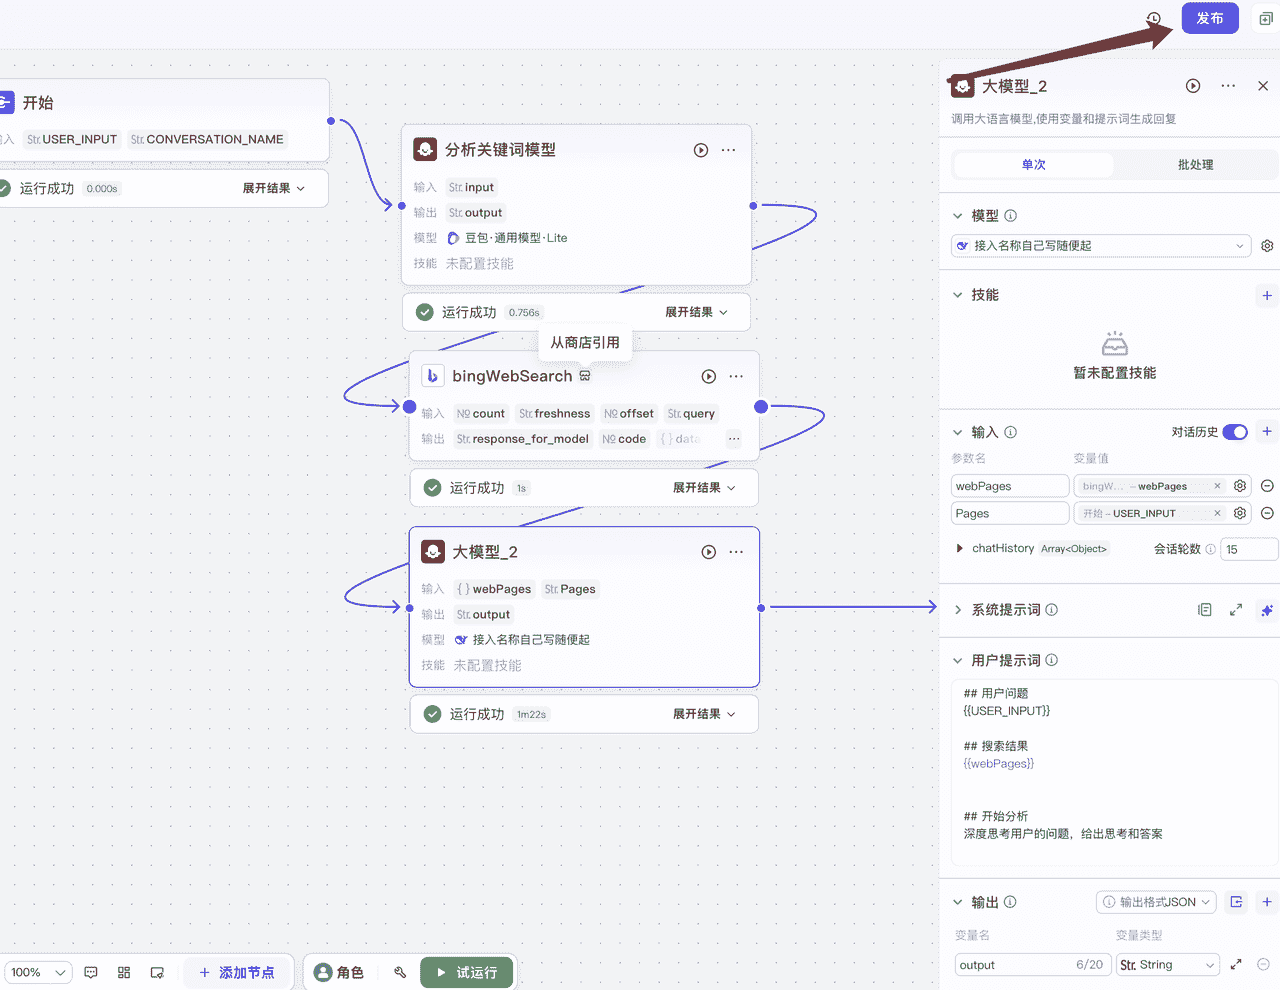 发布
开始
入 Str. USER_INPUT Str. CONVERSATION_NAME
运行成功 0.000s 展开结果
分析关键词模型
输入 Str. input
输出 Str. output
模型 豆包·通用模型·Lite
技能 未配置技能
运行成功 0.756s 展开结果
从商店引用
bingWebSearch
输入 № count Str. freshness № offset Str. query
输出 Str. response_for_model № code { } data ...
运行成功 1s 展开结果
大模型_2
输入 { } webPages Str. Pages
输出 Str. output
模型 接入名称自己写随便起
技能 未配置技能
运行成功 1m22s 展开结果
100%
添加节点
角色
试运行
大模型_2
调用大语言模型,使用变量和提示词生成回复
单次 批处理
模型
接入名称自己写随便起
技能
暂未配置技能
输入 对话历史
参数名 变量值
webPages bingW... – webPages
Pages 开始 – USER_INPUT
chatHistory Array<Object> 会话轮数 15
系统提示词
用户提示词
## 用户问题
{{USER_INPUT}}
## 搜索结果
{{webPages}}
## 开始分析
深度思考用户的问题，给出思考和答案
输出 输出格式JSON
变量名 变量类型
output 6/20 Str. String